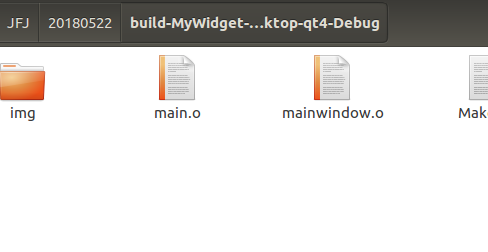 JFJ 20180522 build-MyWidget-...ktop-qt4-Debug
img main.o mainwindow.o Mak